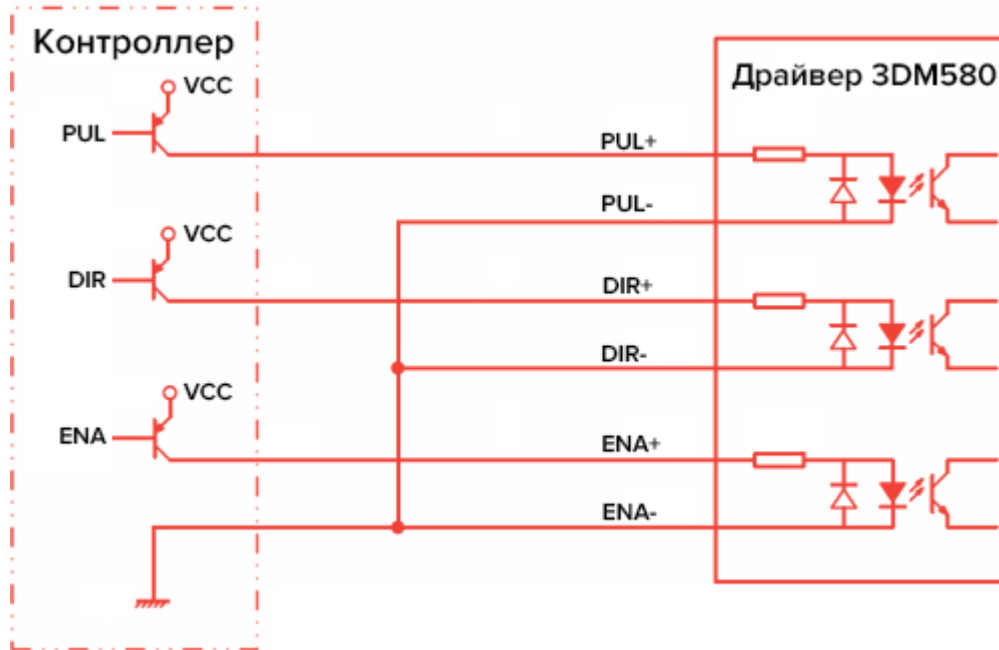 Контроллер
VCC
PUL
PUL+
Драйвер 3DM580
PUL-
VCC
DIR
DIR+
DIR-
VCC
ENA
ENA+
ENA-